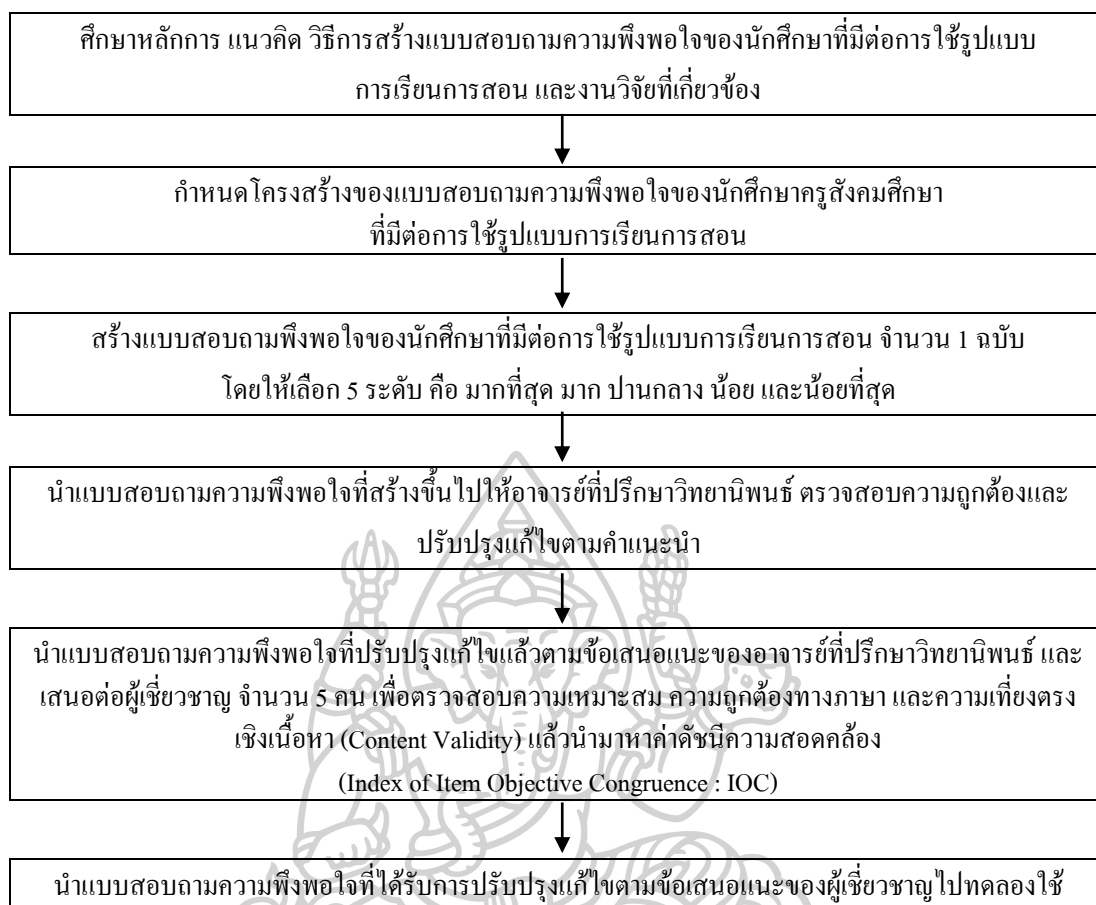 ศึกษาหลักการ แนวคิด วิธีการสร้างแบบสอบถามความพึงพอใจของนักศึกษาที่มีต่อการใช้รูปแบบ
การเรียนการสอน และงานวิจัยที่เกี่ยวข้อง
กำหนดโครงสร้างของแบบสอบถามความพึงพอใจของนักศึกษาครูสังคมศึกษา
ที่มีต่อการใช้รูปแบบการเรียนการสอน
สร้างแบบสอบถามพึงพอใจของนักศึกษาที่มีต่อการใช้รูปแบบการเรียนการสอน จำนวน 1 ฉบับ
โดยให้เลือก 5 ระดับ คือ มากที่สุด มาก ปานกลาง น้อย และน้อยที่สุด
นำแบบสอบถามความพึงพอใจที่สร้างขึ้นไปให้อาจารย์ที่ปรึกษาวิทยานิพนธ์ ตรวจสอบความถูกต้องและ
ปรับปรุงแก้ไขตามคำแนะนำ
นำแบบสอบถามความพึงพอใจที่ปรับปรุงแก้ไขแล้วตามข้อเสนอแนะของอาจารย์ที่ปรึกษาวิทยานิพนธ์ และ
เสนอต่อผู้เชี่ยวชาญ จำนวน 5 คน เพื่อตรวจสอบความเหมาะสม ความถูกต้องทางภาษา และความเที่ยงตรง
เชิงเนื้อหา (Content Validity) แล้วนำมาหาค่าดัชนีความสอดคล้อง
(Index of Item Objective Congruence : IOC)
นำแบบสอบถามความพึงพอใจที่ได้รับการปรับปรุงแก้ไขตามข้อเสนอแนะของผู้เชี่ยวชาญไปทดลองใช้